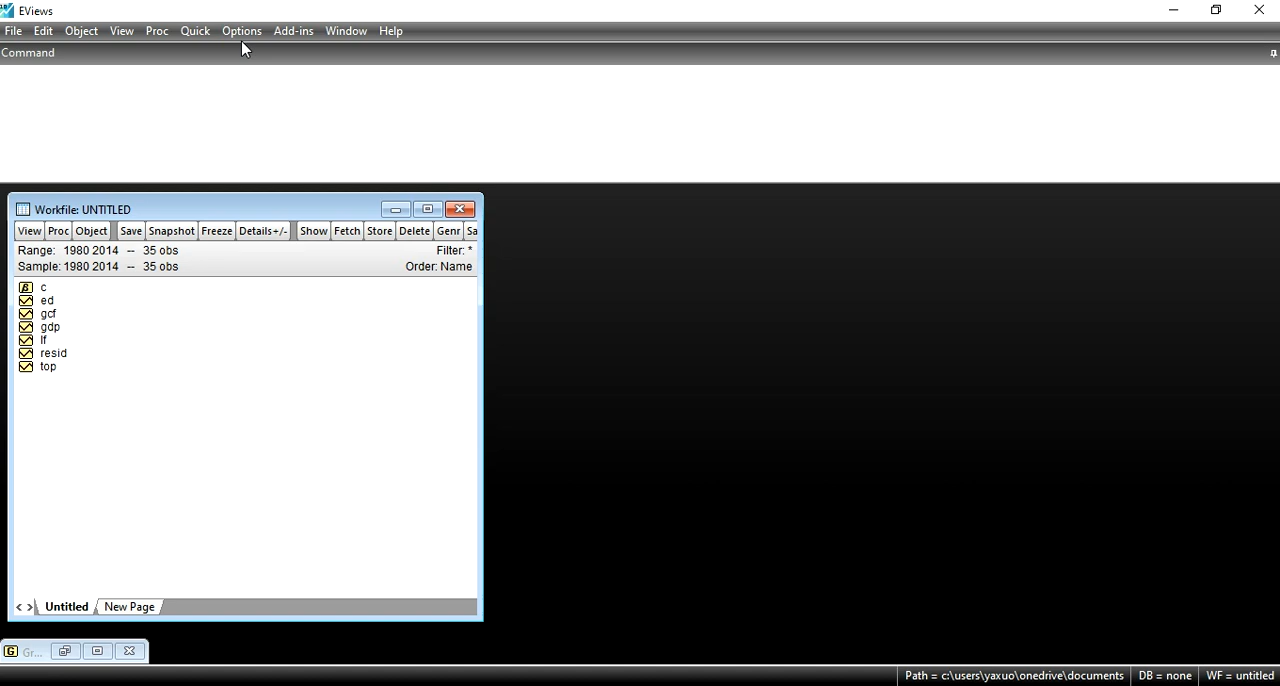 EViews
File Edit Object View Proc Quick Options Add-ins Window Help
Command
Workfile: UNTITLED
View Proc Object Save Snapshot Freeze Details+/- Show Fetch Store Delete Genr Sa
Range: 1980 2014 -- 35 obs Filter: *
Sample: 1980 2014 -- 35 obs Order: Name
β c
ed
gcf
gdp
lf
resid
top
< > Untitled New Page
G Gr...
Path = c:\users\yaxuo\onedrive\documents DB = none WF = untitled